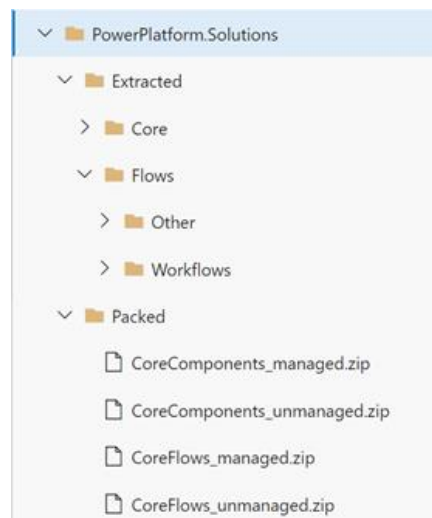 PowerPlatform.Solutions
Extracted
Core
Flows
Other
Workflows
Packed
CoreComponents_managed.zip
CoreComponents_unmanaged.zip
CoreFlows_managed.zip
CoreFlows_unmanaged.zip